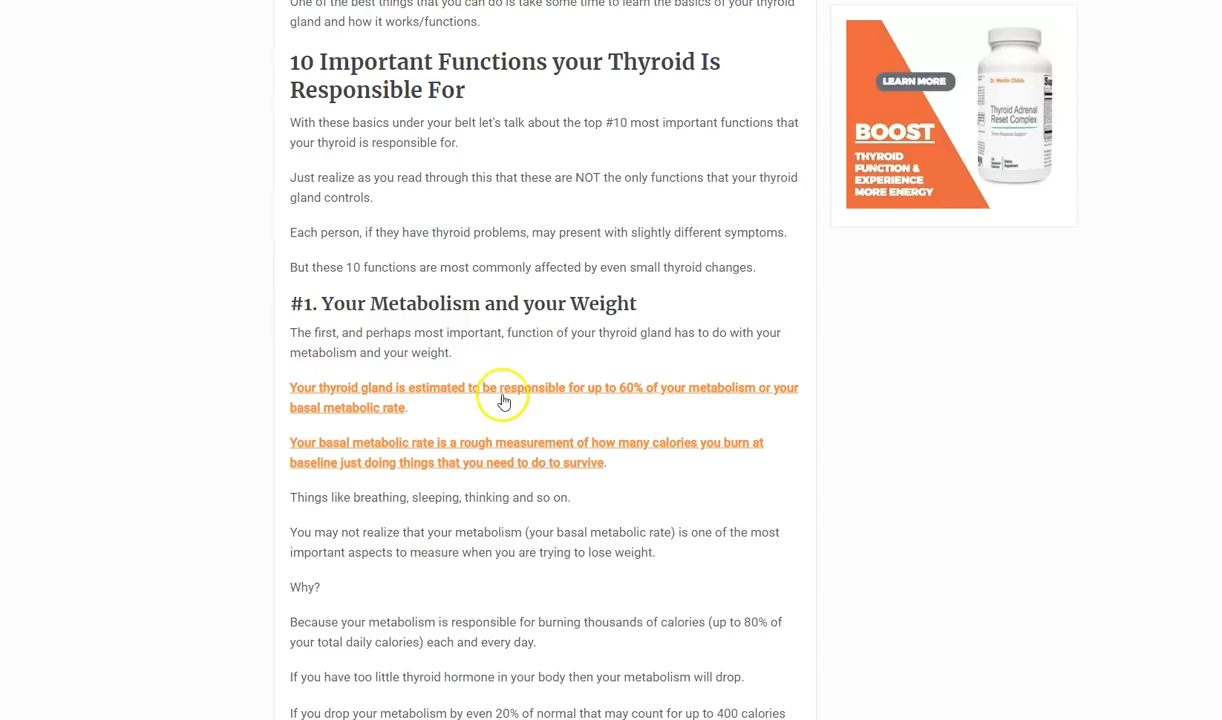 One of the best things that you can do is take some time to learn the basics of your thyroid
gland and how it works/functions.
10 Important Functions your Thyroid Is
Responsible For
With these basics under your belt let's talk about the top #10 most important functions that
your thyroid is responsible for.
Just realize as you read through this that these are NOT the only functions that your thyroid
gland controls.
Each person, if they have thyroid problems, may present with slightly different symptoms.
But these 10 functions are most commonly affected by even small thyroid changes.
#1. Your Metabolism and your Weight
The first, and perhaps most important, function of your thyroid gland has to do with your
metabolism and your weight.
Your thyroid gland is estimated to be responsible for up to 60% of your metabolism or your
basal metabolic rate.
Your basal metabolic rate is a rough measurement of how many calories you burn at
baseline just doing things that you need to do to survive.
Things like breathing, sleeping, thinking and so on.
You may not realize that your metabolism (your basal metabolic rate) is one of the most
important aspects to measure when you are trying to lose weight.
Why?
Because your metabolism is responsible for burning thousands of calories (up to 80% of
your total daily calories) each and every day.
If you have too little thyroid hormone in your body then your metabolism will drop.
If you drop your metabolism by even 20% of normal that may count for up to 400 calories
LEARN MORE
BOOST
THYROID
FUNCTION &
EXPERIENCE
MORE ENERGY
Dr. Westin Childs
Thyroid Adrenal
Reset Complex